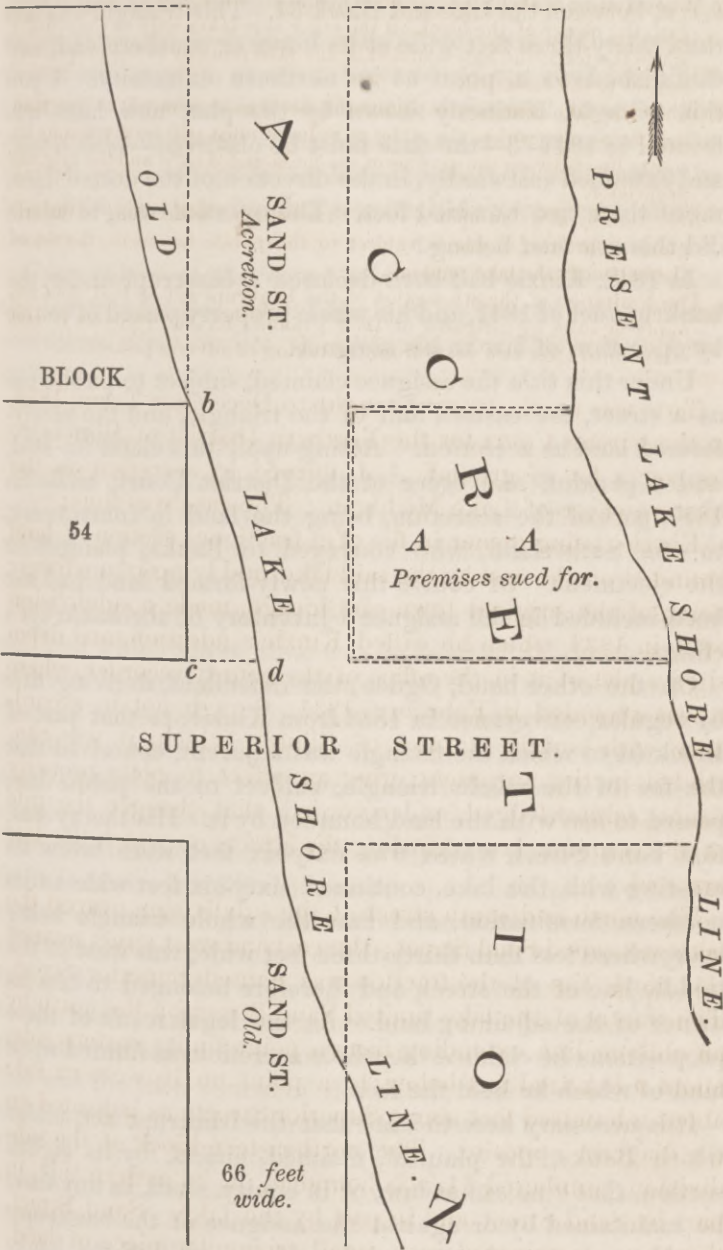 OLD LAKE SHORE LINE.
A
SAND ST.
Accretion.
ACCRETION
PRESENT LAKE SHORE LINE.
BLOCK
b
54
A A
Premises sued for.
c
d
SUPERIOR STREET.
SAND ST.
Old.
66 feet
wide.